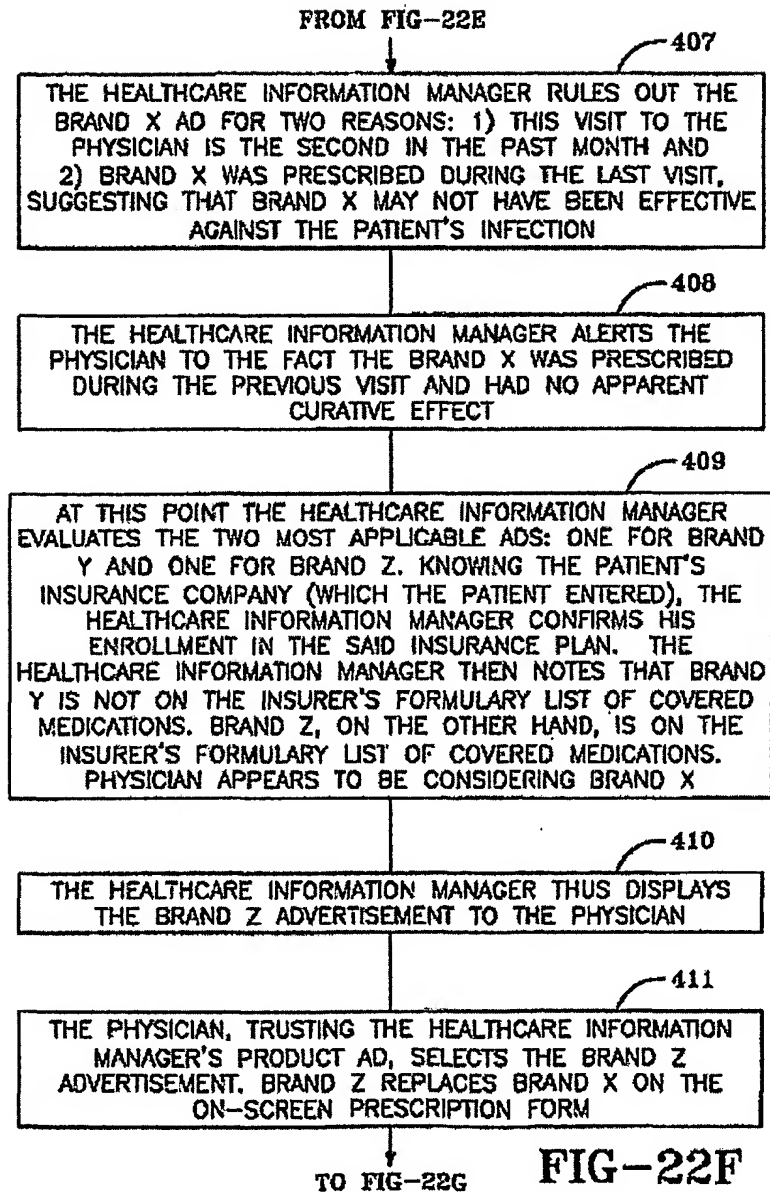 FROM FIG-22E
407
THE HEALTHCARE INFORMATION MANAGER RULES OUT THE
BRAND X AD FOR TWO REASONS: 1) THIS VISIT TO THE
PHYSICIAN IS THE SECOND IN THE PAST MONTH AND
2) BRAND X WAS PRESCRIBED DURING THE LAST VISIT,
SUGGESTING THAT BRAND X MAY NOT HAVE BEEN EFFECTIVE
AGAINST THE PATIENT'S INFECTION
408
THE HEALTHCARE INFORMATION MANAGER ALERTS THE
PHYSICIAN TO THE FACT THE BRAND X WAS PRESCRIBED
DURING THE PREVIOUS VISIT AND HAD NO APPARENT
CURATIVE EFFECT
409
AT THIS POINT THE HEALTHCARE INFORMATION MANAGER
EVALUATES THE TWO MOST APPLICABLE ADS: ONE FOR BRAND
Y AND ONE FOR BRAND Z. KNOWING THE PATIENT'S
INSURANCE COMPANY (WHICH THE PATIENT ENTERED), THE
HEALTHCARE INFORMATION MANAGER CONFIRMS HIS
ENROLLMENT IN THE SAID INSURANCE PLAN. THE
HEALTHCARE INFORMATION MANAGER THEN NOTES THAT BRAND
Y IS NOT ON THE INSURER'S FORMULARY LIST OF COVERED
MEDICATIONS. BRAND Z, ON THE OTHER HAND, IS ON THE
INSURER'S FORMULARY LIST OF COVERED MEDICATIONS.
PHYSICIAN APPEARS TO BE CONSIDERING BRAND X
410
THE HEALTHCARE INFORMATION MANAGER THUS DISPLAYS
THE BRAND Z ADVERTISEMENT TO THE PHYSICIAN
411
THE PHYSICIAN, TRUSTING THE HEALTHCARE INFORMATION
MANAGER'S PRODUCT AD, SELECTS THE BRAND Z
ADVERTISEMENT. BRAND Z REPLACES BRAND X ON THE
ON-SCREEN PRESCRIPTION FORM
TO FIG-22G
FIG-22F